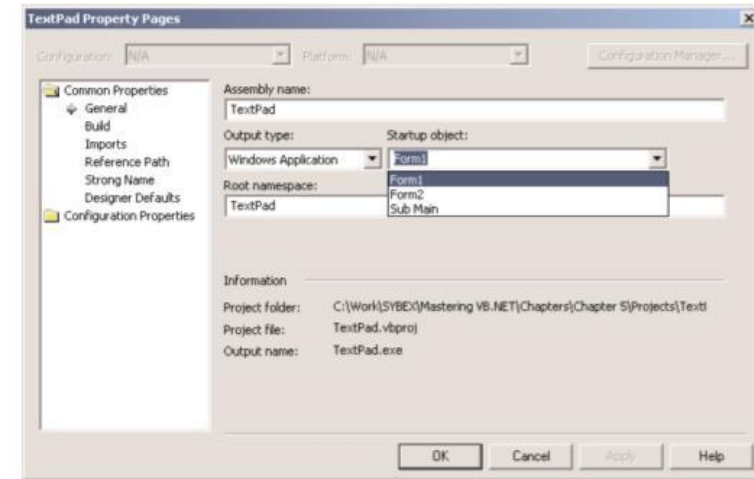 TextPad Property Pages
Configuration: N/A Platform: N/A Configuration Manager...
Common Properties
General
Build
Imports
Reference Path
Strong Name
Designer Defaults
Configuration Properties
Assembly name:
TextPad
Output type: Startup object:
Windows Application Form1
Form1
Form2
Sub Main
Root namespace:
TextPad
Information
Project folder: C:\Work\SYBEX\Mastering VB.NET\Chapters\Chapter 5\Projects\TextI
Project file: TextPad.vbproj
Output name: TextPad.exe
OK Cancel Apply Help